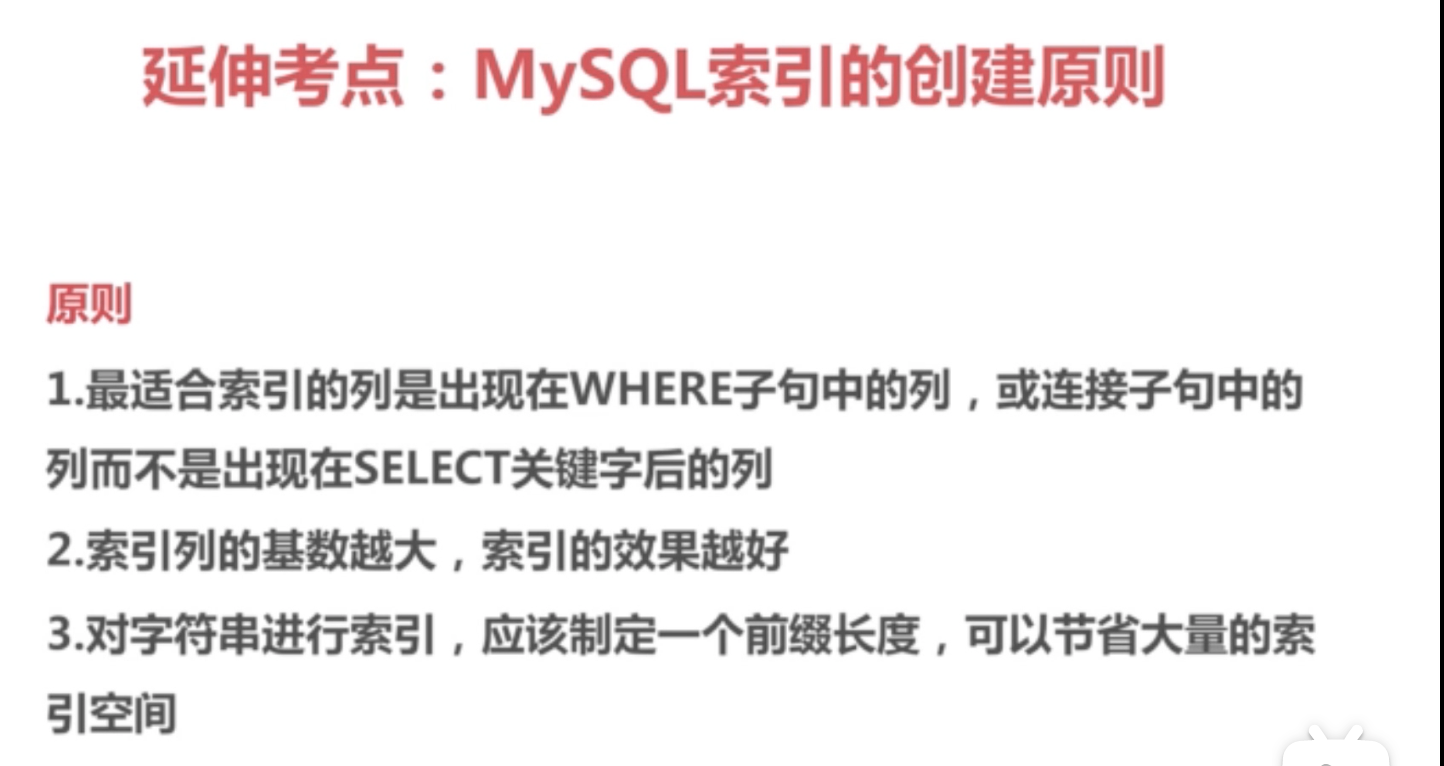 延伸考点：MySQL索引的创建原则
原则
1.最适合索引的列是出现在WHERE子句中的列，或连接子句中的
列而不是出现在SELECT关键字后的列
2.索引列的基数越大，索引的效果越好
3.对字符串进行索引，应该制定一个前缀长度，可以节省大量的索
引空间